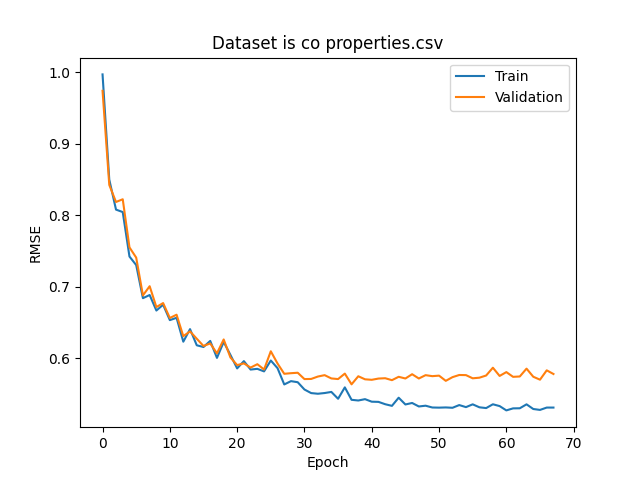 Dataset is co properties.csv
1.0
0.9
0.8
0.7
0.6
RMSE
Train
Validation
0 10 20 30 40 50 60 70
Epoch